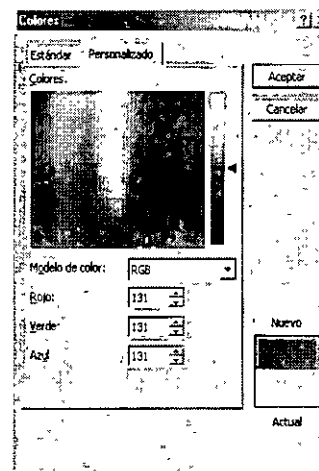 Colores
Estándar Personalizado
Colores.
Aceptar
Cancelar
Modelo de color: RGB
Rojo: 131
Verde: 131
Azul 131
Nuevo
Actual